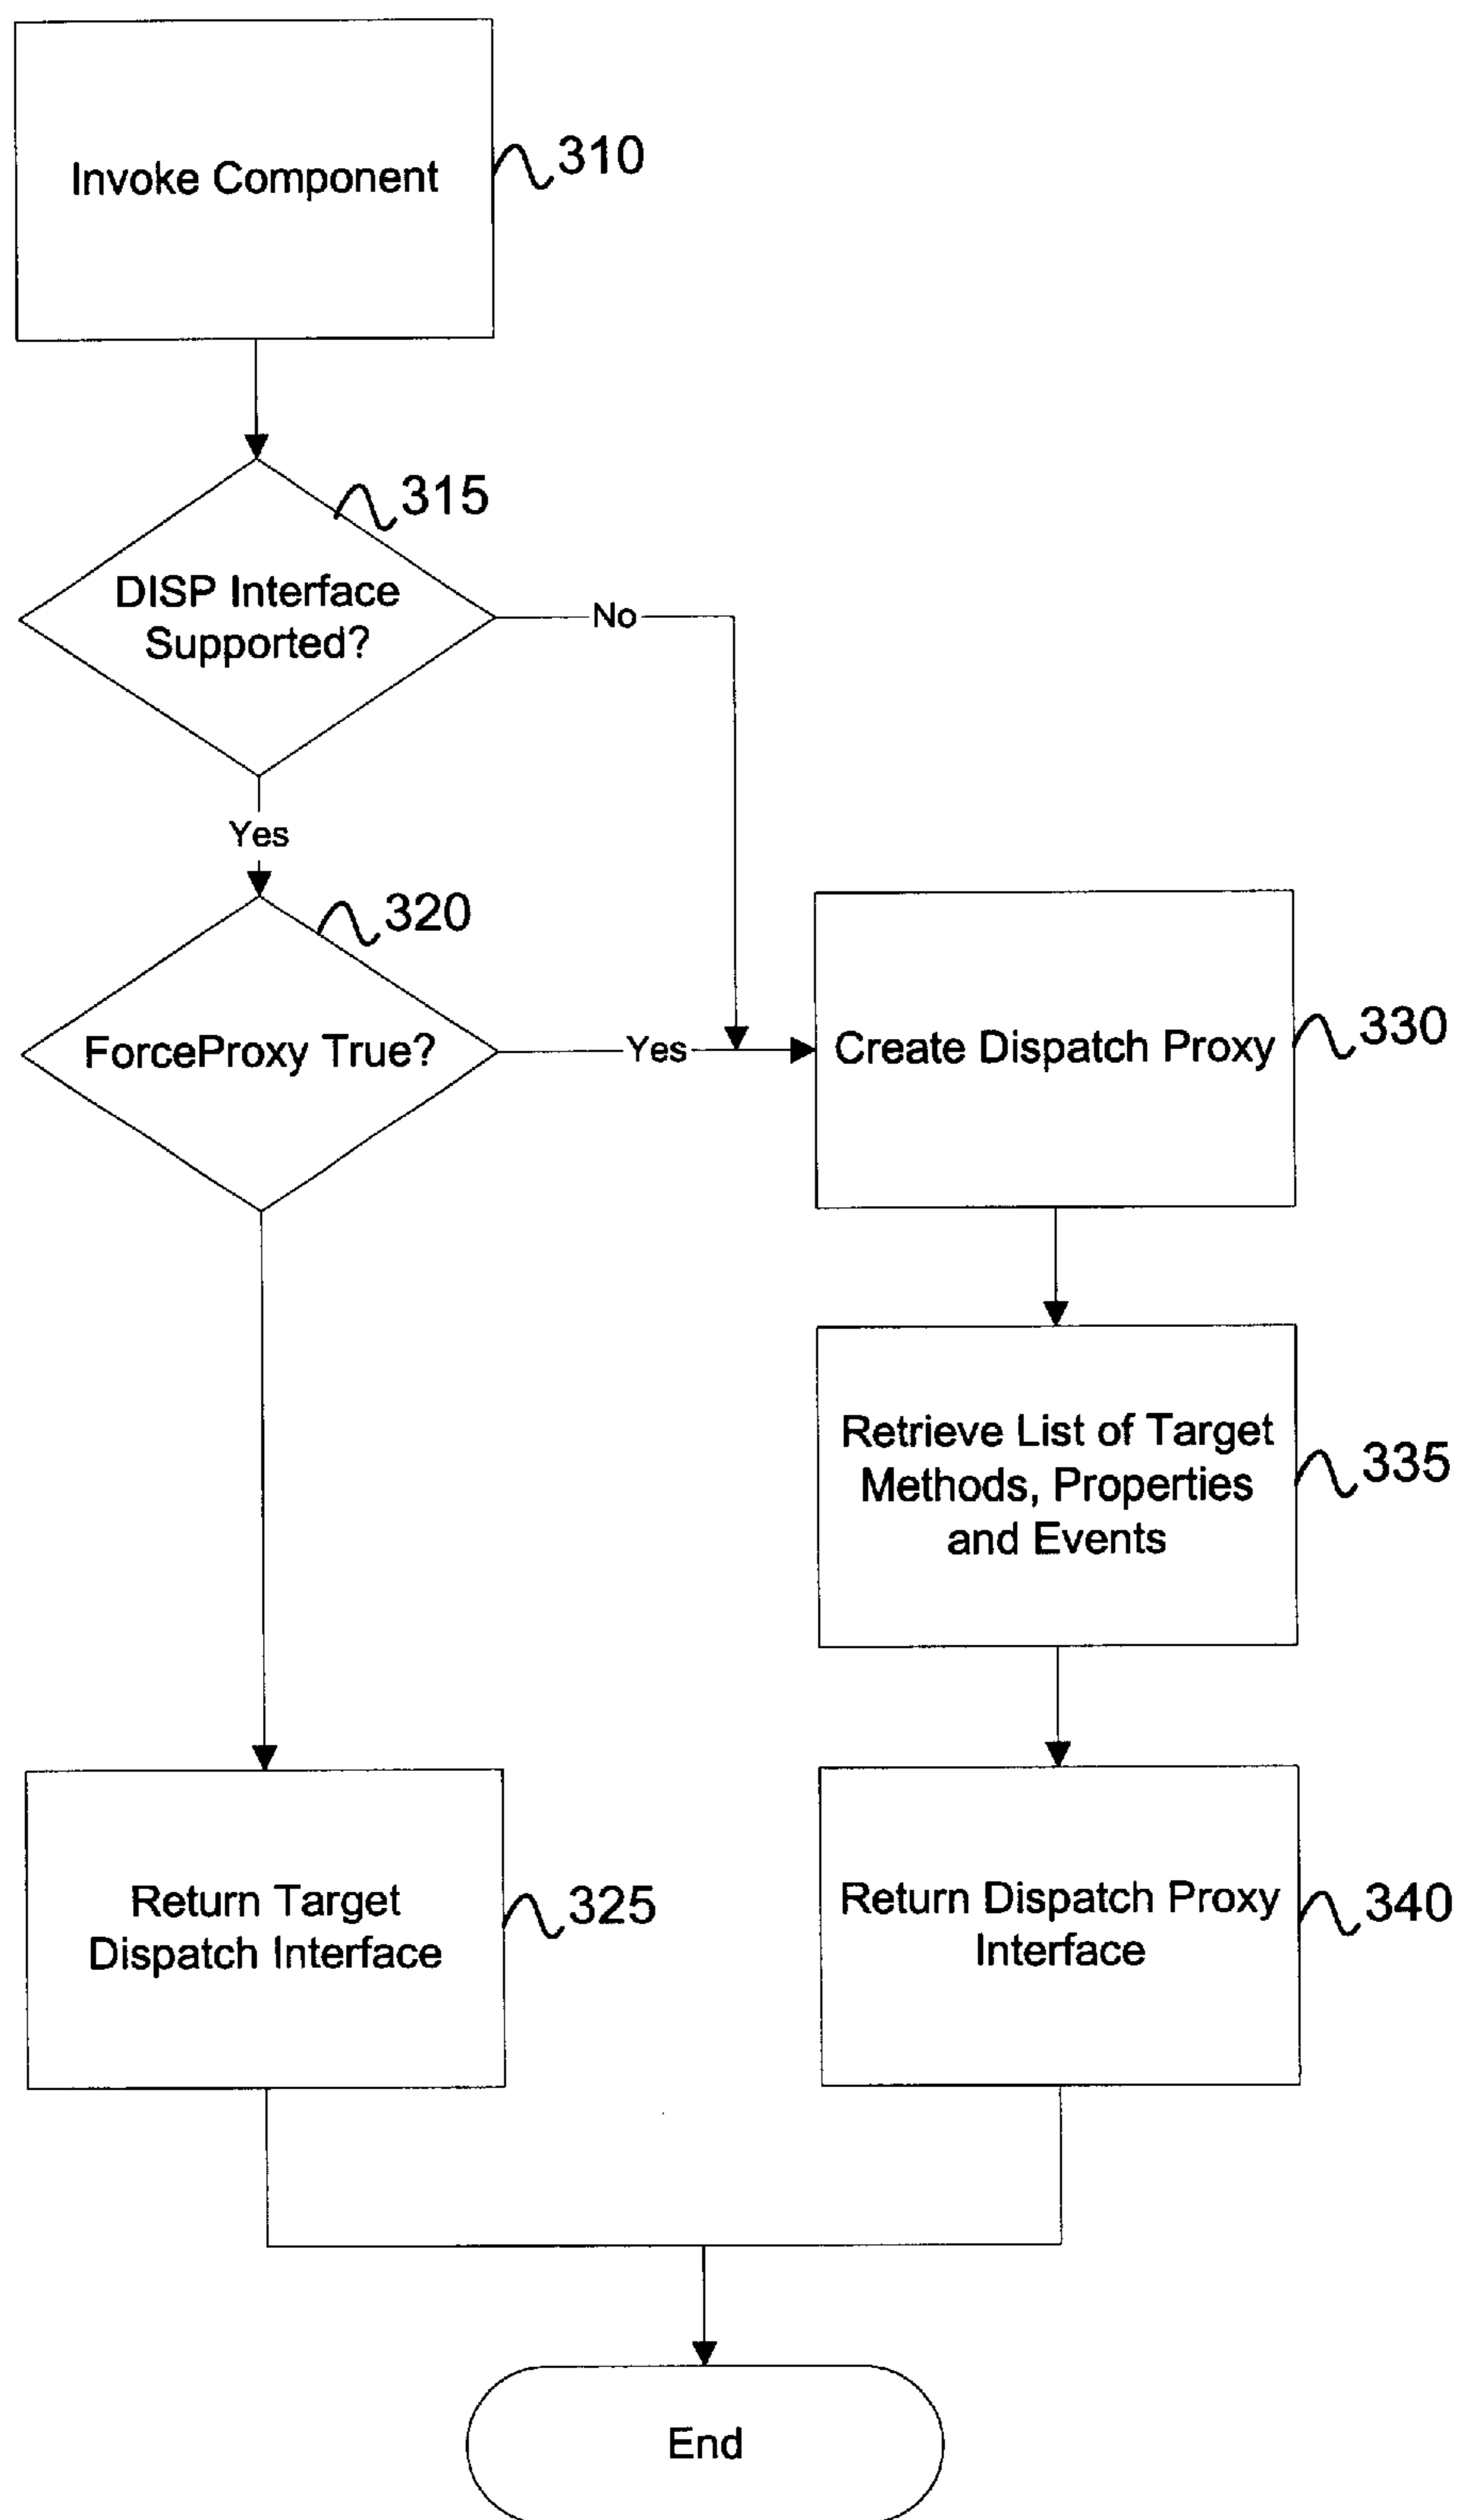 Invoke Component
310
315
DISP Interface
Supported?
No
Yes
320
ForceProxy True?
Yes
Create Dispatch Proxy
330
Retrieve List of Target
Methods, Properties
and Events
335
Return Target
Dispatch Interface
325
Return Dispatch Proxy
Interface
340
End